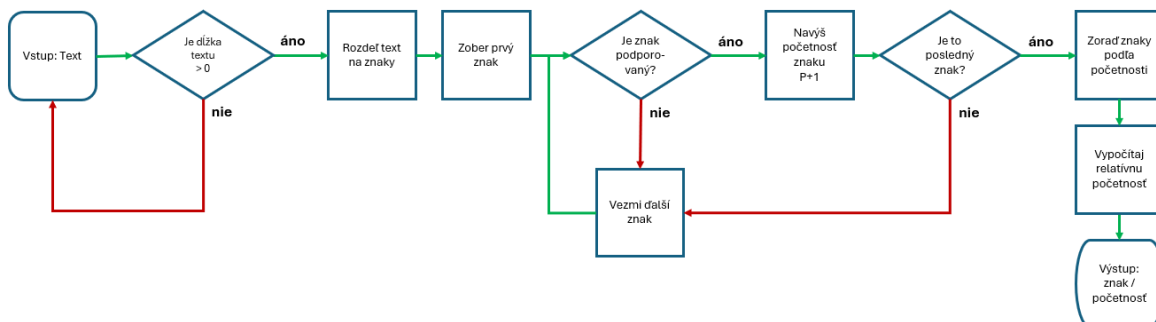 Vstup: Text
Je dĺžka
textu
> 0
áno
nie
Rozdeľ text
na znaky
Zober prvý
znak
Je znak
podporo-
vaný?
áno
nie
Vezmi ďalší
znak
Navýš
početnosť
znaku
P+1
Je to
posledný
znak?
áno
nie
Zoraď znaky
podľa
početnosti
Vypočítaj
relatívnu
početnosť
Výstup:
znak /
početnosť